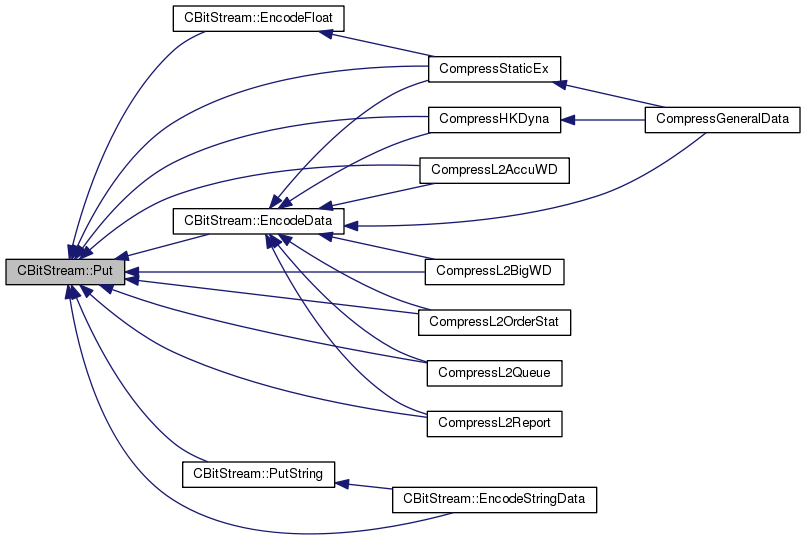 CBitStream::EncodeFloat
CompressStaticEx
CompressHKDyna
CompressGeneralData
CompressL2AccuWD
CBitStream::EncodeData
CBitStream::Put
CompressL2BigWD
CompressL2OrderStat
CompressL2Queue
CompressL2Report
CBitStream::PutString
CBitStream::EncodeStringData